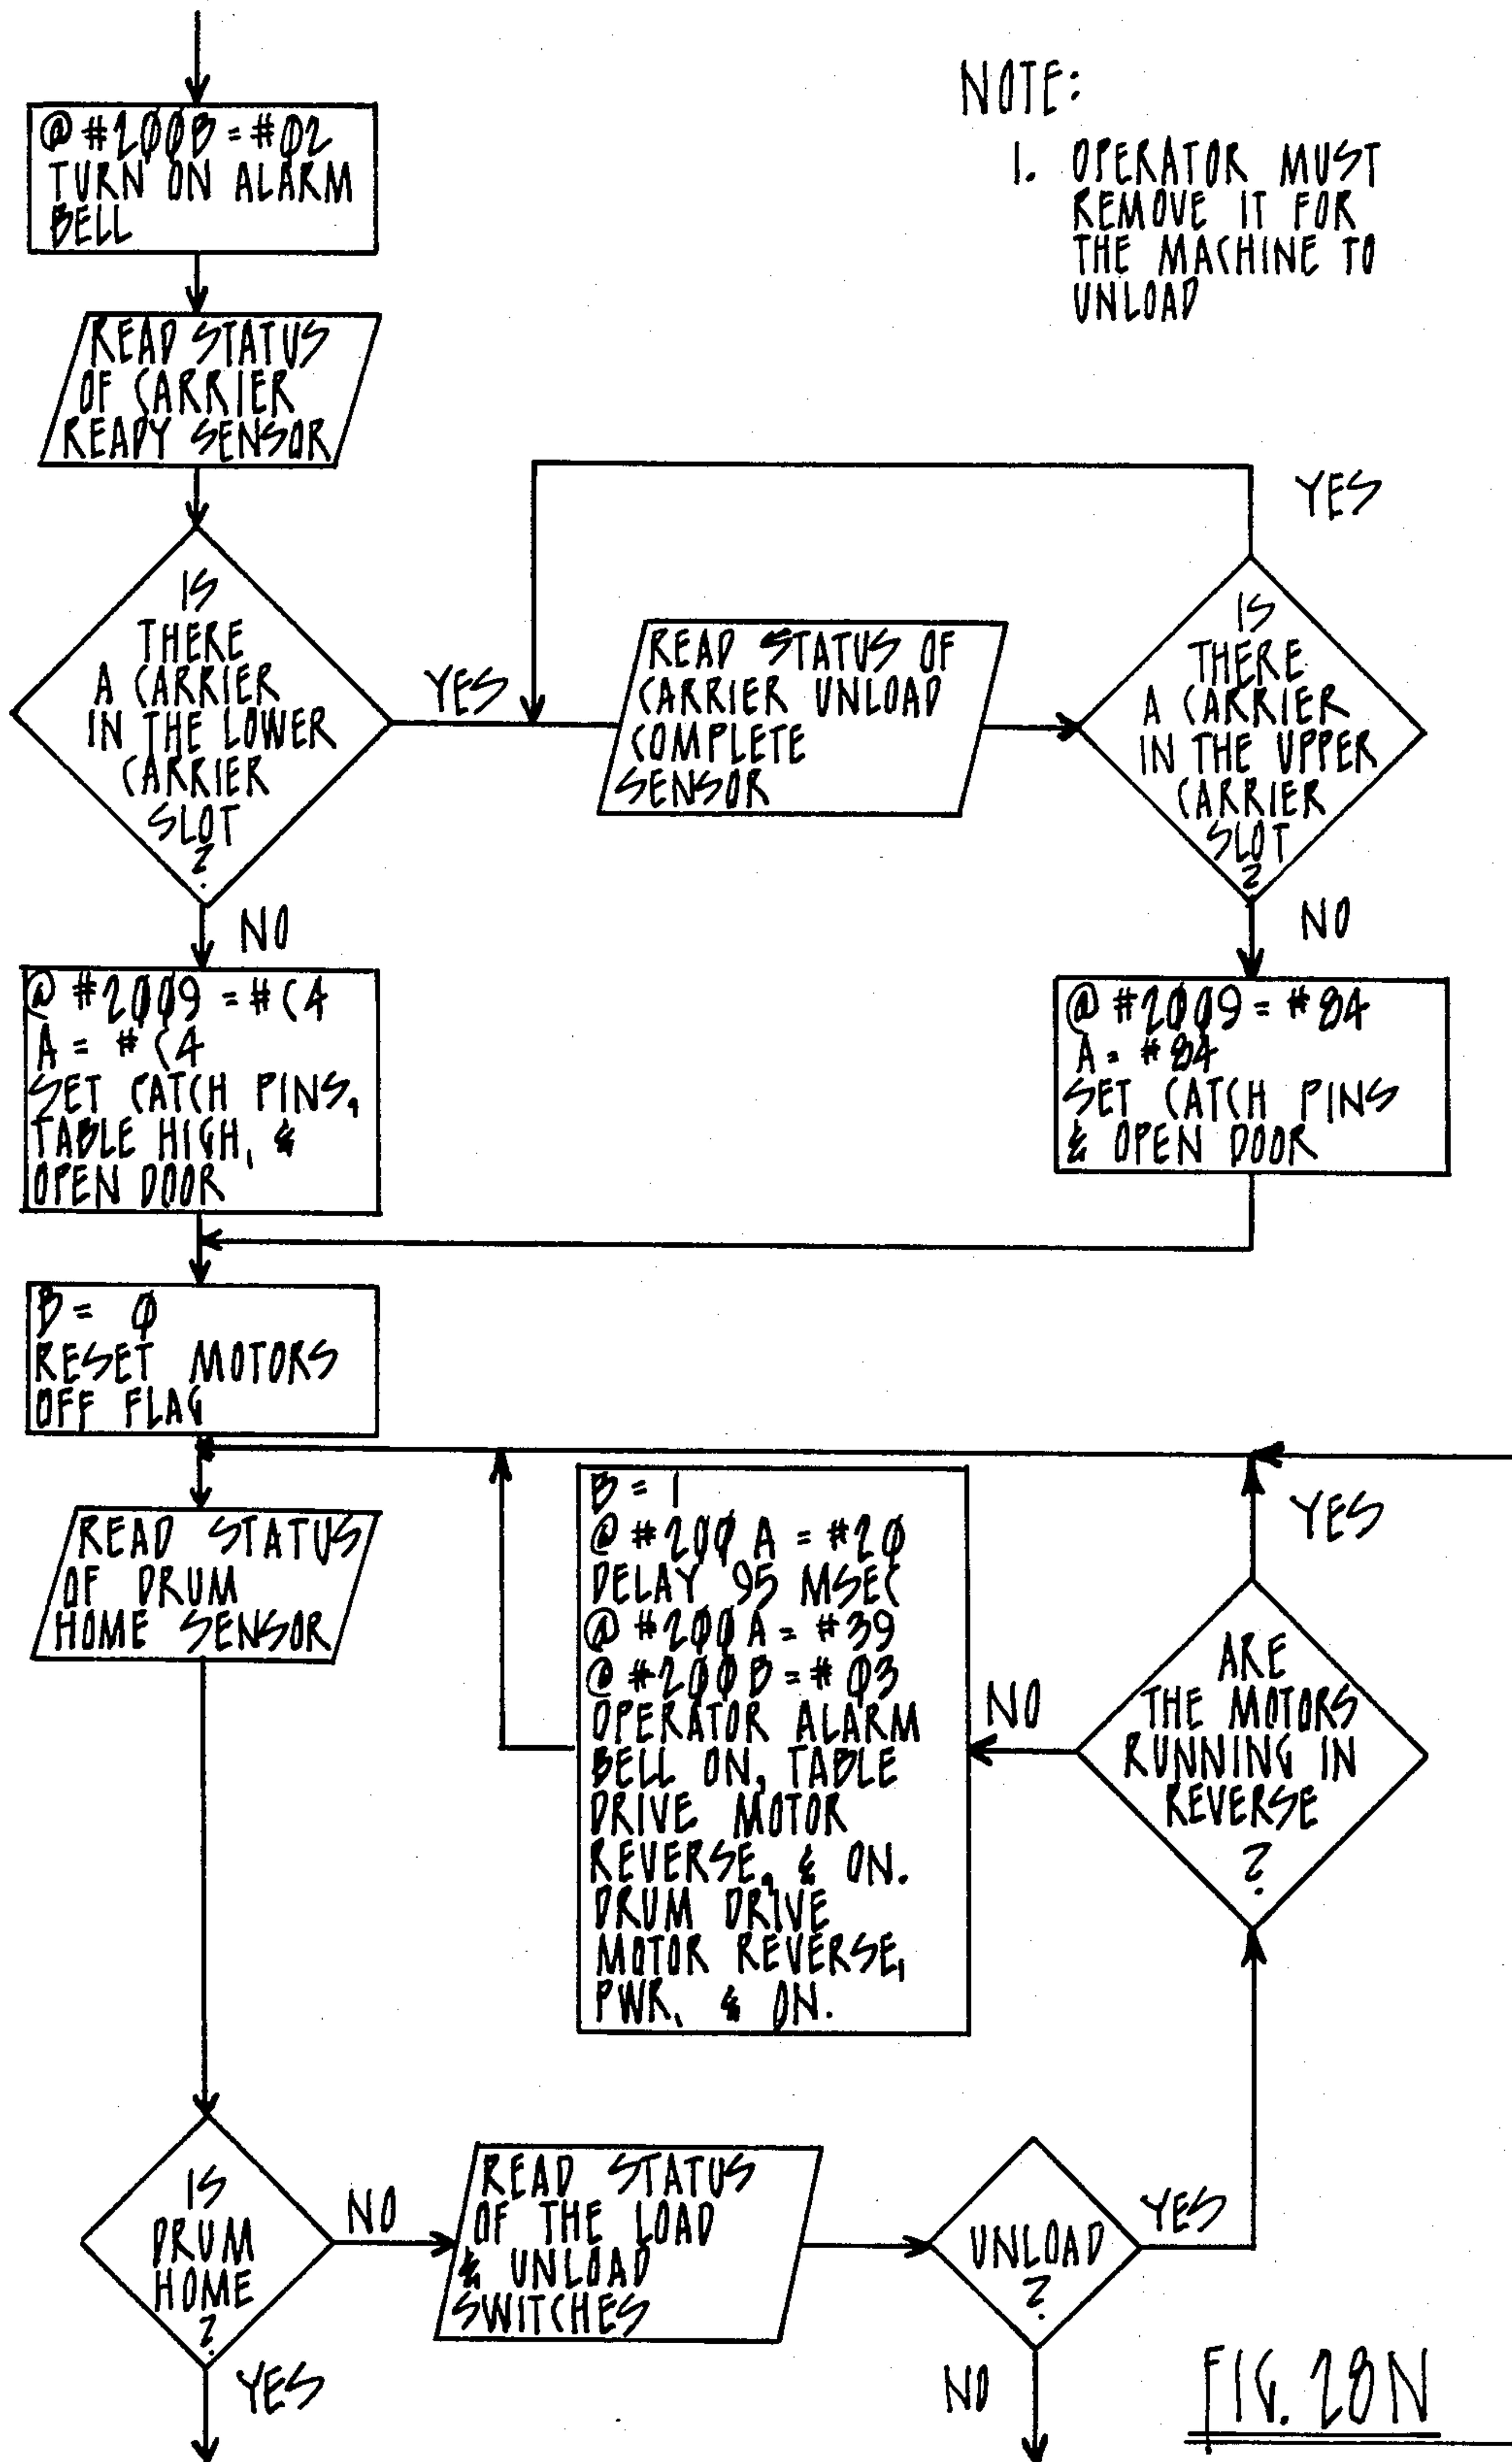 @ #200B = #02
TURN ON ALARM
BELL
NOTE:
1. OPERATOR MUST
REMOVE IT FOR
THE MACHINE TO
UNLOAD
READ STATUS
OF CARRIER
READY SENSOR
IS
THERE
A CARRIER
IN THE LOWER
CARRIER
SLOT
?
YES
READ STATUS OF
CARRIER UNLOAD
COMPLETE
SENSOR
YES
IS
THERE
A CARRIER
IN THE UPPER
CARRIER
SLOT
?
NO
@ #2009 = #C4
A = #C4
SET CATCH PINS,
TABLE HIGH, &
OPEN DOOR
NO
@ #2009 = #84
A = #84
SET CATCH PINS
& OPEN DOOR
B = 0
RESET MOTORS
OFF FLAG
READ STATUS
OF DRUM
HOME SENSOR
B = 1
@ #200A = #20
DELAY 95 MSEC
@ #200A = #39
@ #200B = #03
OPERATOR ALARM
BELL ON, TABLE
DRIVE MOTOR
REVERSE, & ON.
DRUM DRIVE
MOTOR REVERSE,
PWR, & ON.
NO
YES
ARE
THE MOTORS
RUNNING IN
REVERSE
?
IS
DRUM
HOME
?
NO
READ STATUS
OF THE LOAD
& UNLOAD
SWITCHES
UNLOAD
?
YES
YES
NO
FIG. 28N